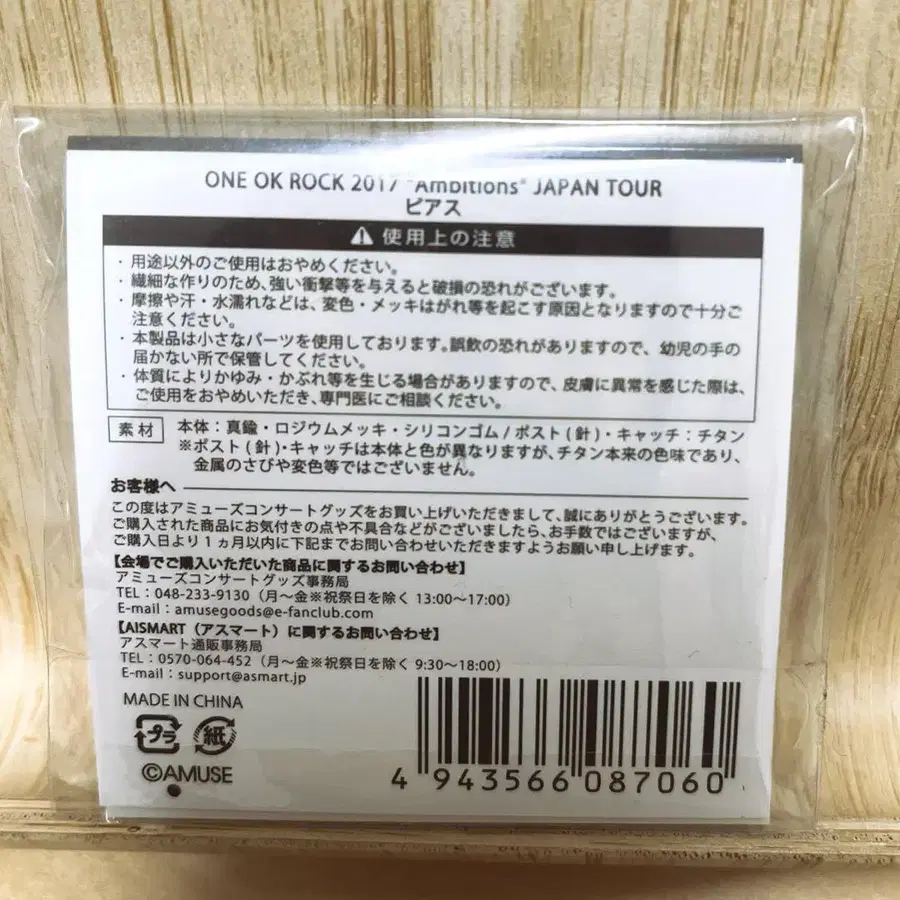 ONE OK ROCK 2017 "Ambitions" JAPAN TOUR
ピアス
使用上の注意
・用途以外のご使用はおやめください。
・繊細な作りのため、強い衝撃等を与えると破損の恐れがございます。
・摩擦や汗・水濡れなどは、変色・メッキはがれ等を起こす原因となりますので十分ご
注意ください。
・本製品は小さなパーツを使用しております。誤飲の恐れがありますので、幼児の手の
届かない所で保管してください。
・体質によりかゆみ・かぶれ等を生じる場合がありますので、皮膚に異常を感じた際は、
ご使用をおやめいただき、専門医にご相談ください。
素材 本体：真鍮・ロジウムメッキ・シリコンゴム / ポスト(針)・キャッチ：チタン
※ポスト(針)・キャッチは本体と色が異なりますが、チタン本来の色味であり、
金属のさびや変色等ではございません。
お客様へ
この度はアミューズコンサートグッズをお買い上げいただきまして、誠にありがとうございます。
ご購入された商品にお気付きの点や不具合などがございましたら、お手数ではございますが、
ご購入日より1ヵ月以内に下記までお問い合わせいただきますようお願い申し上げます。
【会場でご購入いただいた商品に関するお問い合わせ】
アミューズコンサートグッズ事務局
TEL：048-233-9130（月～金※祝祭日を除く 13:00～17:00）
E-mail：amusegoods@e-fanclub.com
【AISMART（アスマート）に関するお問い合わせ】
アスマート通販事務局
TEL：0570-064-452（月～金※祝祭日を除く 9:30～18:00）
E-mail：support@asmart.jp
MADE IN CHINA
プラ 紙
©AMUSE
4 943566 087060